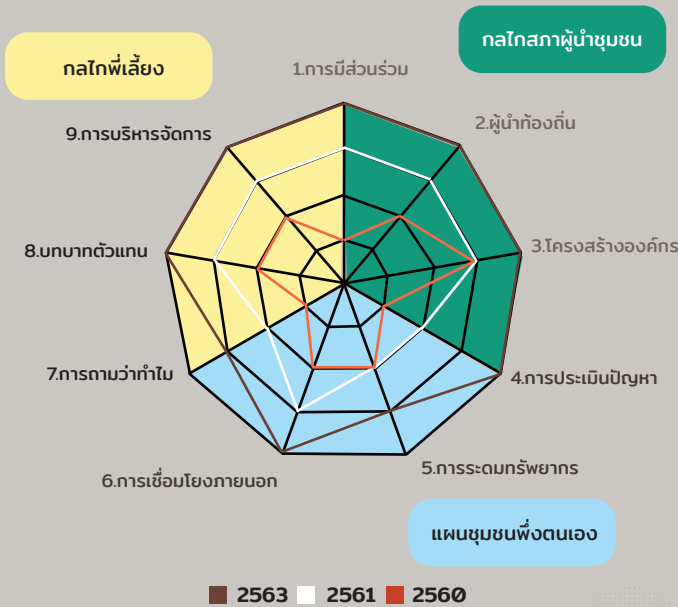 กลไกสภาผู้นำชุมชน
กลไกพี่เลี้ยง
1.การมีส่วนร่วม
2.ผู้นำท้องถิ่น
9.การบริหารจัดการ
3.โครงสร้างองค์กร
8.บทบาทตัวแทน
7.การถามว่าทำไม
4.การประเมินปัญหา
5.การระดมทรัพยากร
6.การเชื่อมโยงภายนอก
แผนชุมชนพึ่งตนเอง
2563 2561 2560